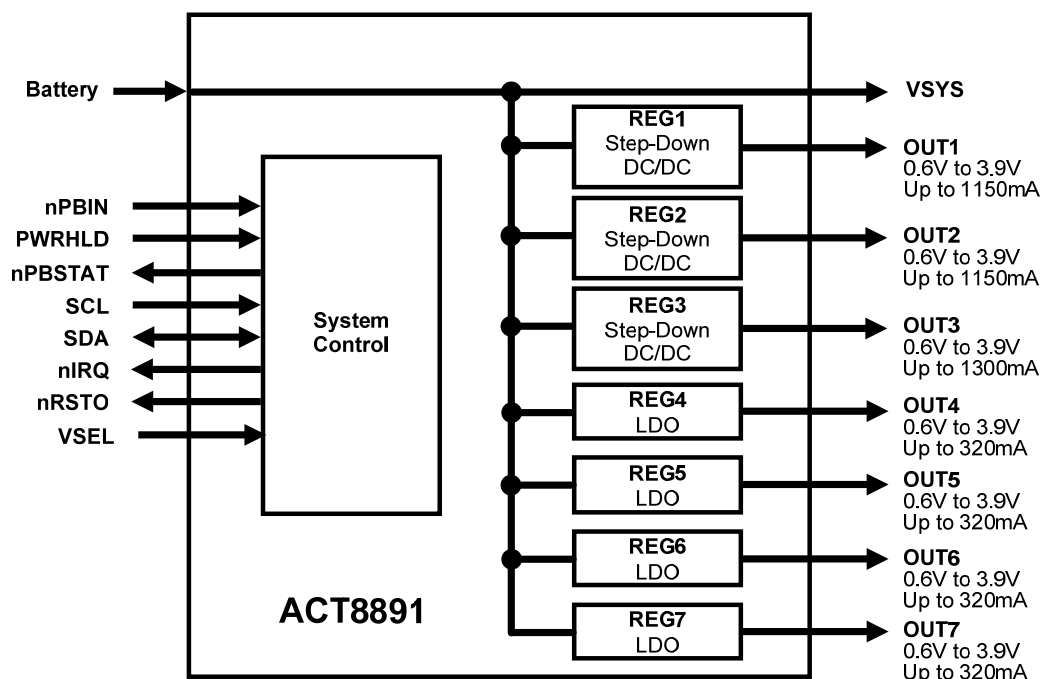 Battery
nPBIN
PWRHLD
nPBSTAT
SCL
SDA
nIRQ
nRSTO
VSEL
System
Control
ACT8891
REG1
Step-Down
DC/DC
REG2
Step-Down
DC/DC
REG3
Step-Down
DC/DC
REG4
LDO
REG5
LDO
REG6
LDO
REG7
LDO
VSYS
OUT1
0.6V to 3.9V
Up to 1150mA
OUT2
0.6V to 3.9V
Up to 1150mA
OUT3
0.6V to 3.9V
Up to 1300mA
OUT4
0.6V to 3.9V
Up to 320mA
OUT5
0.6V to 3.9V
Up to 320mA
OUT6
0.6V to 3.9V
Up to 320mA
OUT7
0.6V to 3.9V
Up to 320mA